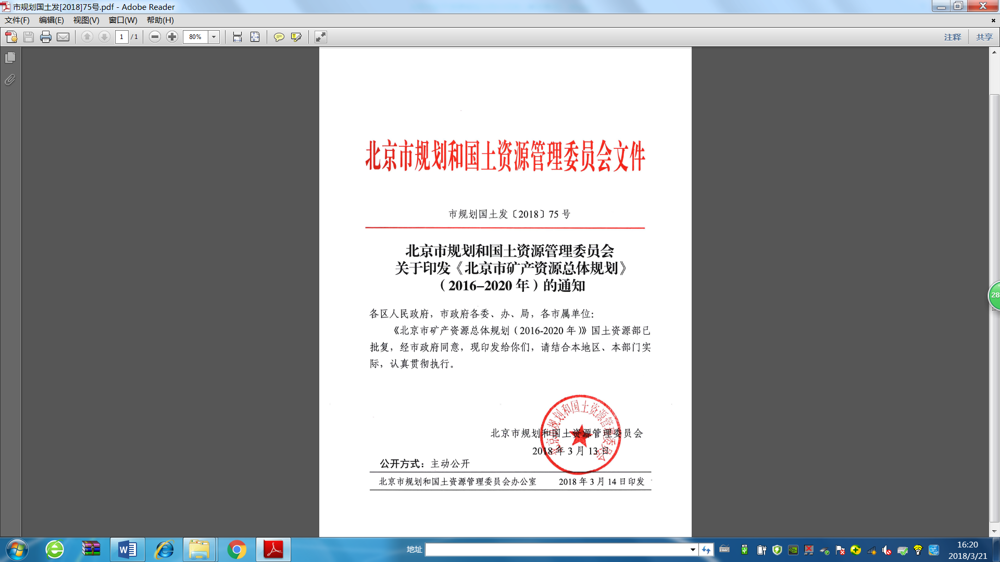 市规划国土发[2018]75号.pdf - Adobe Reader
文件(F) 编辑(E) 视图(V) 窗口(W) 帮助(H)
1 / 1 80% 注释 共享
北京市规划和国土资源管理委员会文件
市规划国土发〔2018〕75 号
北京市规划和国土资源管理委员会
关于印发《北京市矿产资源总体规划》
（2016–2020 年）的通知
各区人民政府，市政府各委、办、局，各市属单位：
《北京市矿产资源总体规划（2016-2020 年）》国土资源部已
批复，经市政府同意，现印发给你们，请结合本地区、本部门实
际，认真贯彻执行。
北京市规划和国土资源管理委员会
北京市规划和国土资源管理委员会
2018 年 3 月 13 日
公开方式：主动公开
北京市规划和国土资源管理委员会办公室 2018 年 3 月 14 日印发
28
地址
16:20
2018/3/21